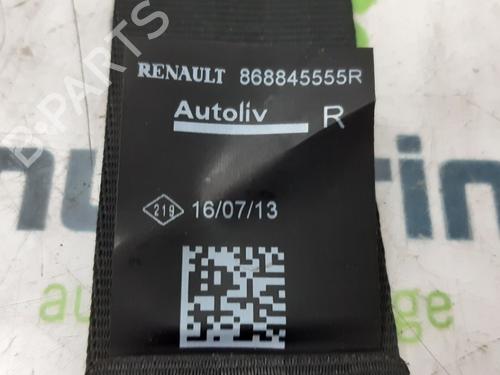 RENAULT 868845555R
Autoliv R
219 16/07/13
B-PARTS